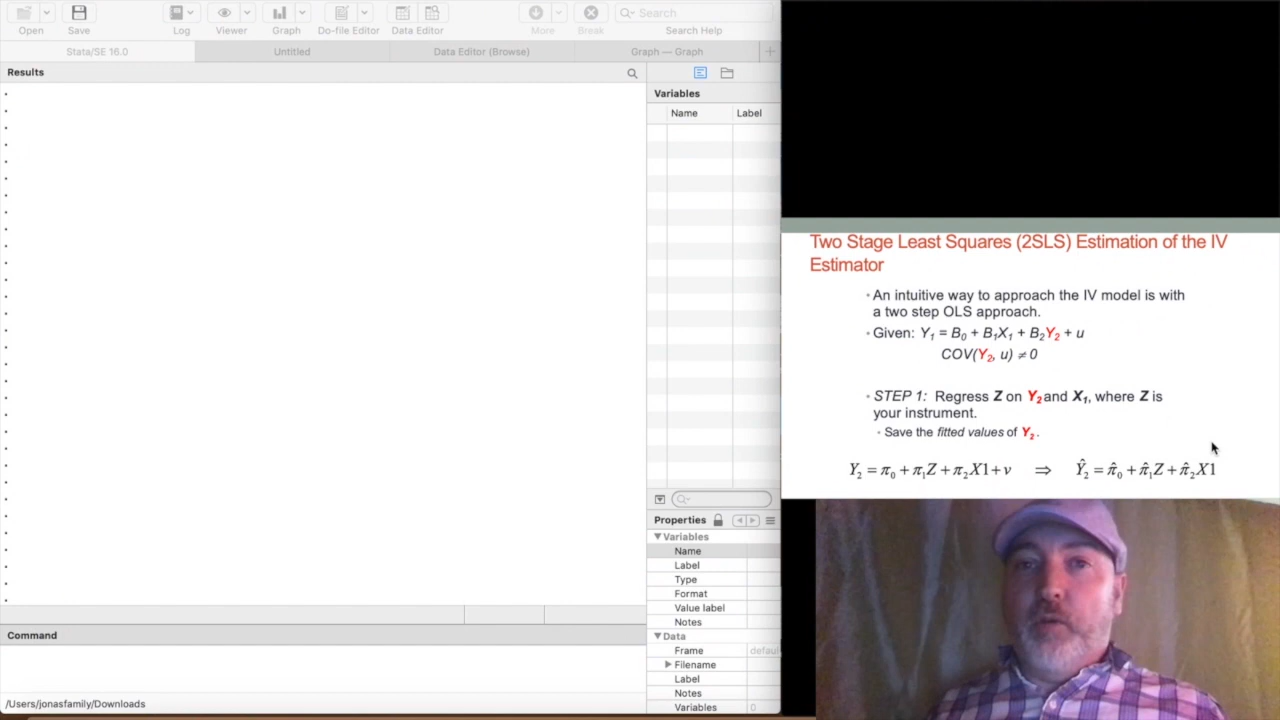 Open
Save
Log
Viewer
Graph
Do-file Editor
Data Editor
More
Break
Search
Search Help
Stata/SE 16.0
Untitled
Data Editor (Browse)
Graph — Graph
+
Results
Variables
Name
Label
Properties
Variables
Name
Label
Type
Format
Value label
Notes
Data
Frame
defaul
Filename
Label
Notes
Variables
0
Command
/Users/jonasfamily/Downloads
Two Stage Least Squares (2SLS) Estimation of the IV
Estimator
• An intuitive way to approach the IV model is with
a two step OLS approach.
• Given: Y₁ = B₀ + B₁X₁ + B₂Y₂ + u
COV(Y₂, u) ≠ 0
• STEP 1: Regress Z on Y₂ and X₁, where Z is
your instrument.
• Save the fitted values of Y₂.
Y₂ = π₀ + π₁Z + π₂X1 + v ⇒ Ŷ₂ = π̂₀ + π̂₁Z + π̂₂X1